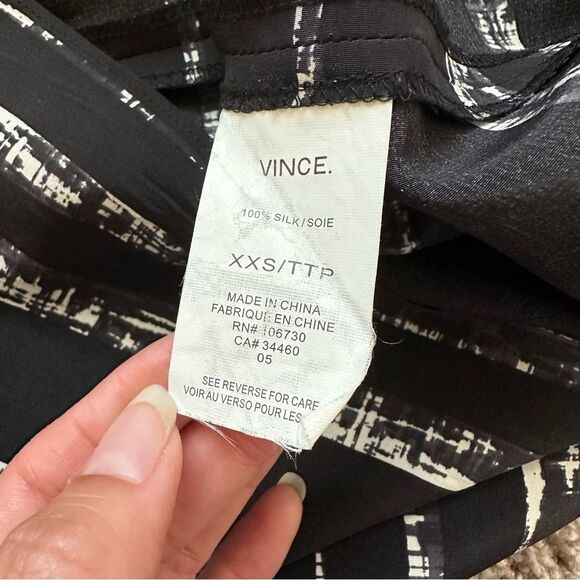 VINCE.
100% SILK/SOIE
XXS/TTP
MADE IN CHINA
FABRIQUE EN CHINE
RN# 106730
CA# 34460
05
SEE REVERSE FOR CARE
VOIR AU VERSO POUR LES